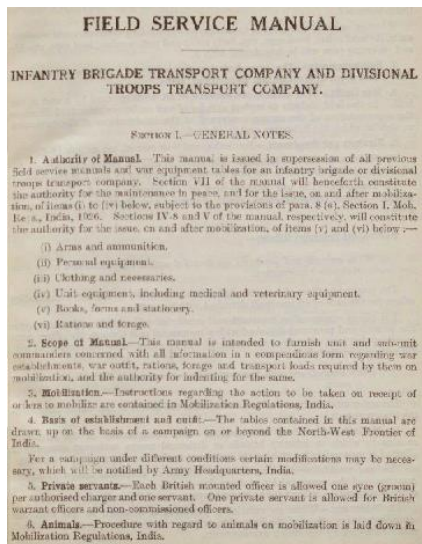 FIELD SERVICE MANUAL
INFANTRY BRIGADE TRANSPORT COMPANY AND DIVISIONAL
TROOPS TRANSPORT COMPANY.
SECTION I.—GENERAL NOTES.
1. Authority of Manual.—This manual is issued in supersession of all previous
field service manuals and war equipment tables for an infantry brigade or divisional
troops transport company. Section VII of the manual will henceforth constitute
the authority for the maintenance in peace, and for the issue, on and after mobiliza-
tion, of items (i) to (iv) below, subject to the provisions of para. 8 (a), Section I, Mob.
Regs., India, 1926. Sections IV-8 and V of the manual, respectively, will constitute
the authority for the issue, on and after mobilization, of items (v) and (vi) below :—
(i) Arms and ammunition.
(ii) Personal equipment.
(iii) Clothing and necessaries.
(iv) Unit equipment, including medical and veterinary equipment.
(v) Books, forms and stationery.
(vi) Rations and forage.
2. Scope of Manual.—This manual is intended to furnish unit and sub-unit
commanders concerned with all information in a compendious form regarding war
establishments, war outfit, rations, forage and transport loads required by them on
mobilization, and the authority for indenting for the same.
3. Mobilization.—Instructions regarding the action to be taken on receipt of
orders to mobilize are contained in Mobilization Regulations, India.
4. Basis of establishment and outfit.—The tables contained in this manual are
drawn up on the basis of a campaign on or beyond the North-West Frontier of
India.
For a campaign under different conditions certain modifications may be neces-
sary, which will be notified by Army Headquarters, India.
5. Private servants.—Each British mounted officer is allowed one syce (groom)
per authorised charger and one servant. One private servant is allowed for British
warrant officers and non-commissioned officers.
6. Animals.—Procedure with regard to animals on mobilization is laid down in
Mobilization Regulations, India.